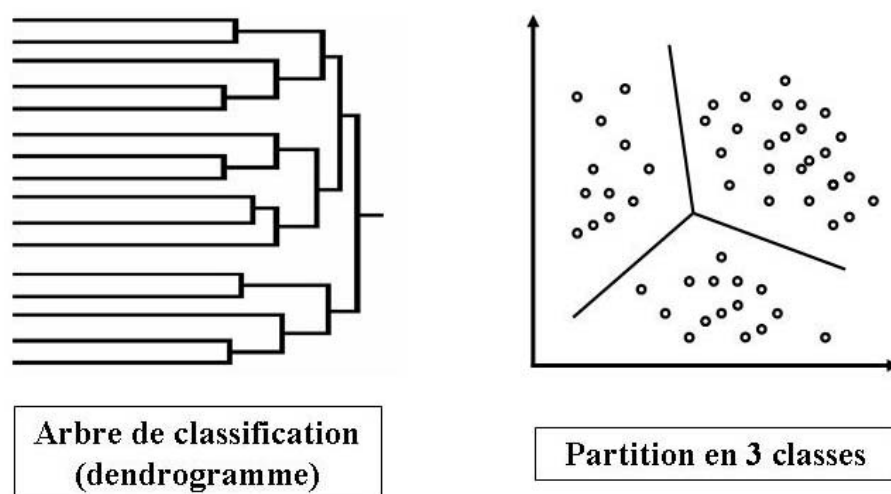 Arbre de classification
(dendrogramme)
Partition en 3 classes